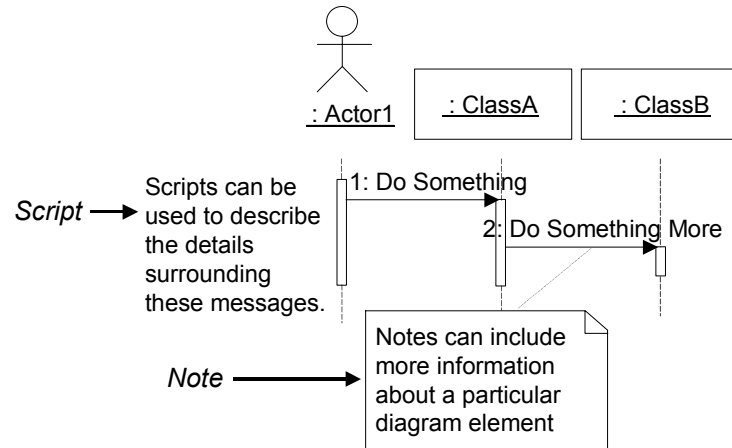 : Actor1
: ClassA
: ClassB
1: Do Something
2: Do Something More
Script
Scripts can be
used to describe
the details
surrounding
these messages.
Note
Notes can include
more information
about a particular
diagram element